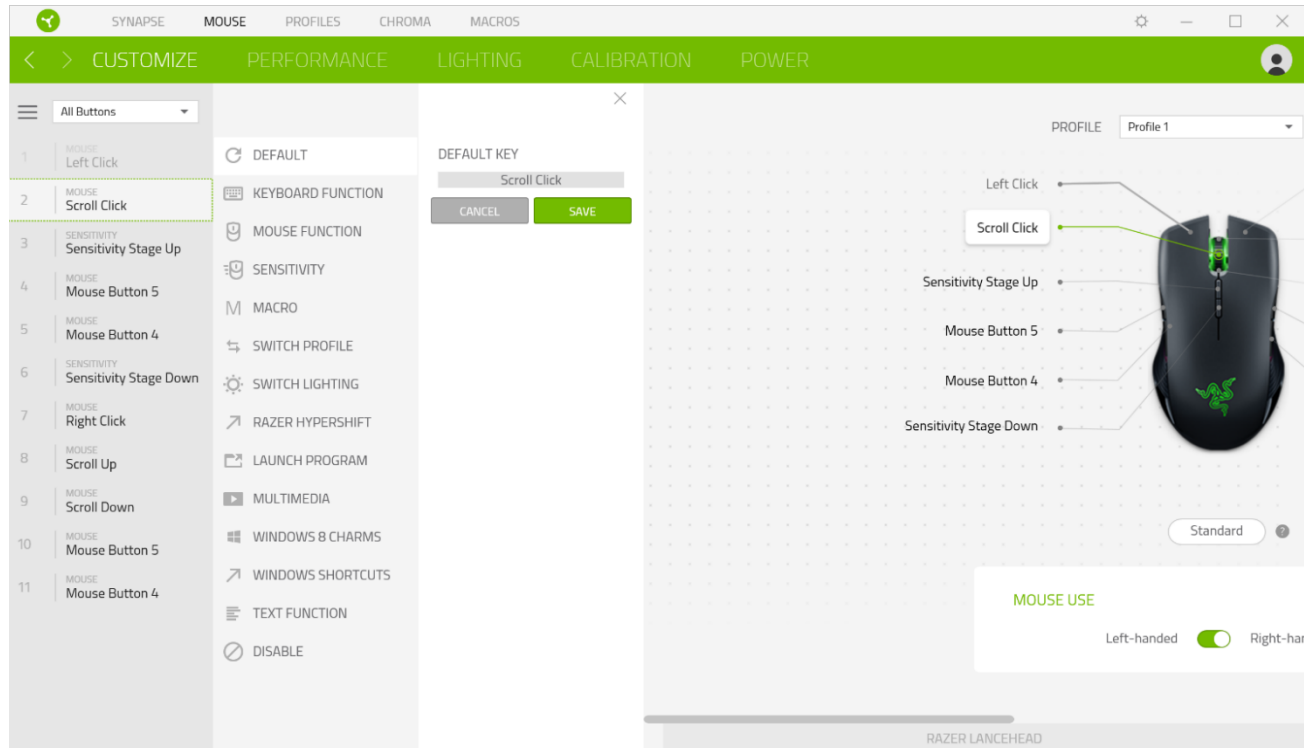 SYNAPSE MOUSE PROFILES CHROMA MACROS
CUSTOMIZE PERFORMANCE LIGHTING CALIBRATION POWER
All Buttons
1 MOUSE
Left Click
2 MOUSE
Scroll Click
3 SENSITIVITY
Sensitivity Stage Up
4 MOUSE
Mouse Button 5
5 MOUSE
Mouse Button 4
6 SENSITIVITY
Sensitivity Stage Down
7 MOUSE
Right Click
8 MOUSE
Scroll Up
9 MOUSE
Scroll Down
10 MOUSE
Mouse Button 5
11 MOUSE
Mouse Button 4
DEFAULT
KEYBOARD FUNCTION
MOUSE FUNCTION
SENSITIVITY
M MACRO
SWITCH PROFILE
SWITCH LIGHTING
RAZER HYPERSHIFT
LAUNCH PROGRAM
MULTIMEDIA
WINDOWS 8 CHARMS
WINDOWS SHORTCUTS
TEXT FUNCTION
DISABLE
DEFAULT KEY
Scroll Click
CANCEL SAVE
PROFILE Profile 1
Left Click
Scroll Click
Sensitivity Stage Up
Mouse Button 5
Mouse Button 4
Sensitivity Stage Down
Standard ?
MOUSE USE
Left-handed Right-har
RAZER LANCEHEAD